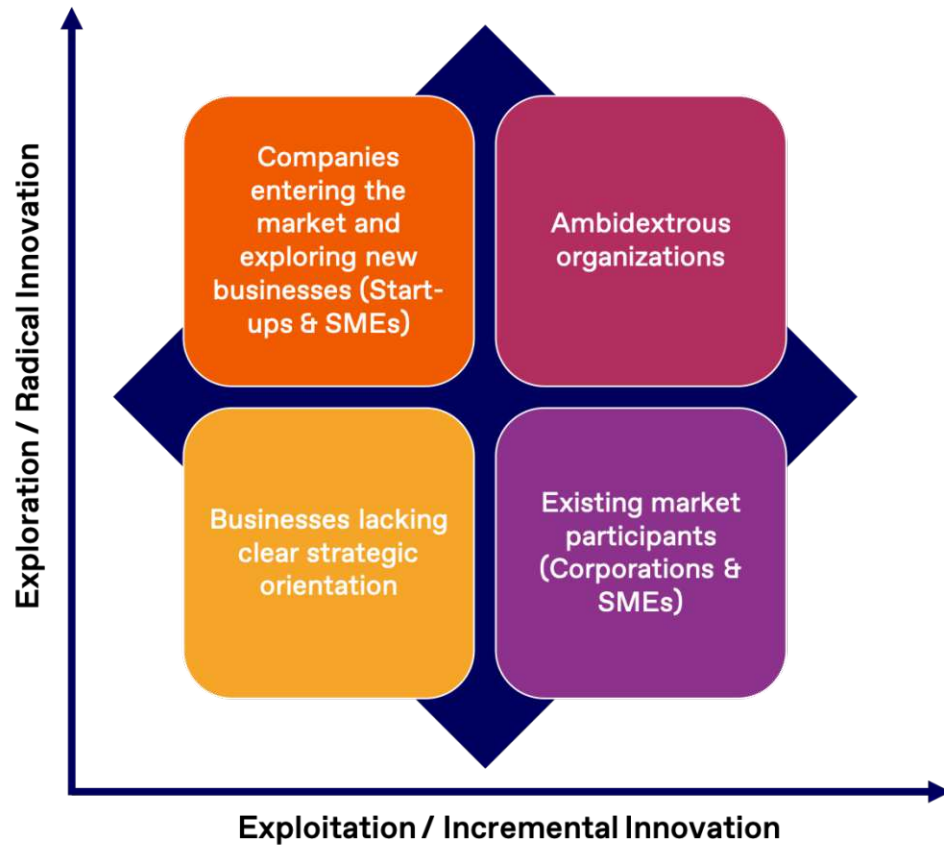 Exploration / Radical Innovation
Companies
entering the
market and
exploring new
businesses (Start-
ups & SMEs)
Ambidextrous
organizations
Businesses lacking
clear strategic
orientation
Existing market
participants
(Corporations &
SMEs)
Exploitation / Incremental Innovation